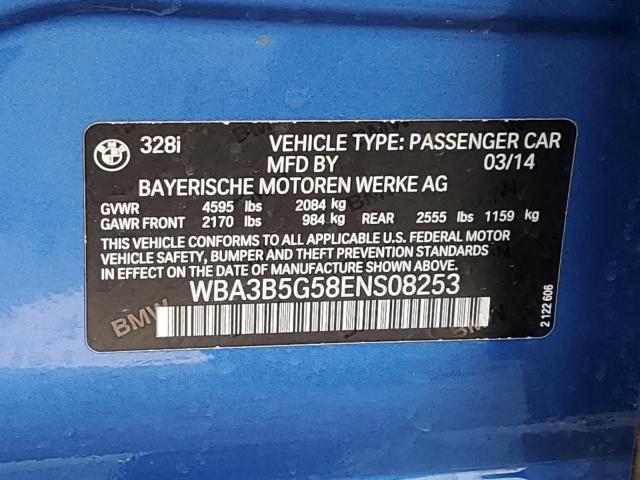 BMW 328i VEHICLE TYPE: PASSENGER CAR
MFD BY 03/14
BAYERISCHE MOTOREN WERKE AG
GVWR 4595 lbs 2084 kg
GAWR FRONT 2170 lbs 984 kg REAR 2555 lbs 1159 kg
THIS VEHICLE CONFORMS TO ALL APPLICABLE U.S. FEDERAL MOTOR
VEHICLE SAFETY, BUMPER AND THEFT PREVENTION STANDARDS
IN EFFECT ON THE DATE OF MANUFACTURE SHOWN ABOVE.
WBA3B5G58ENS08253
BMW
2 122 606